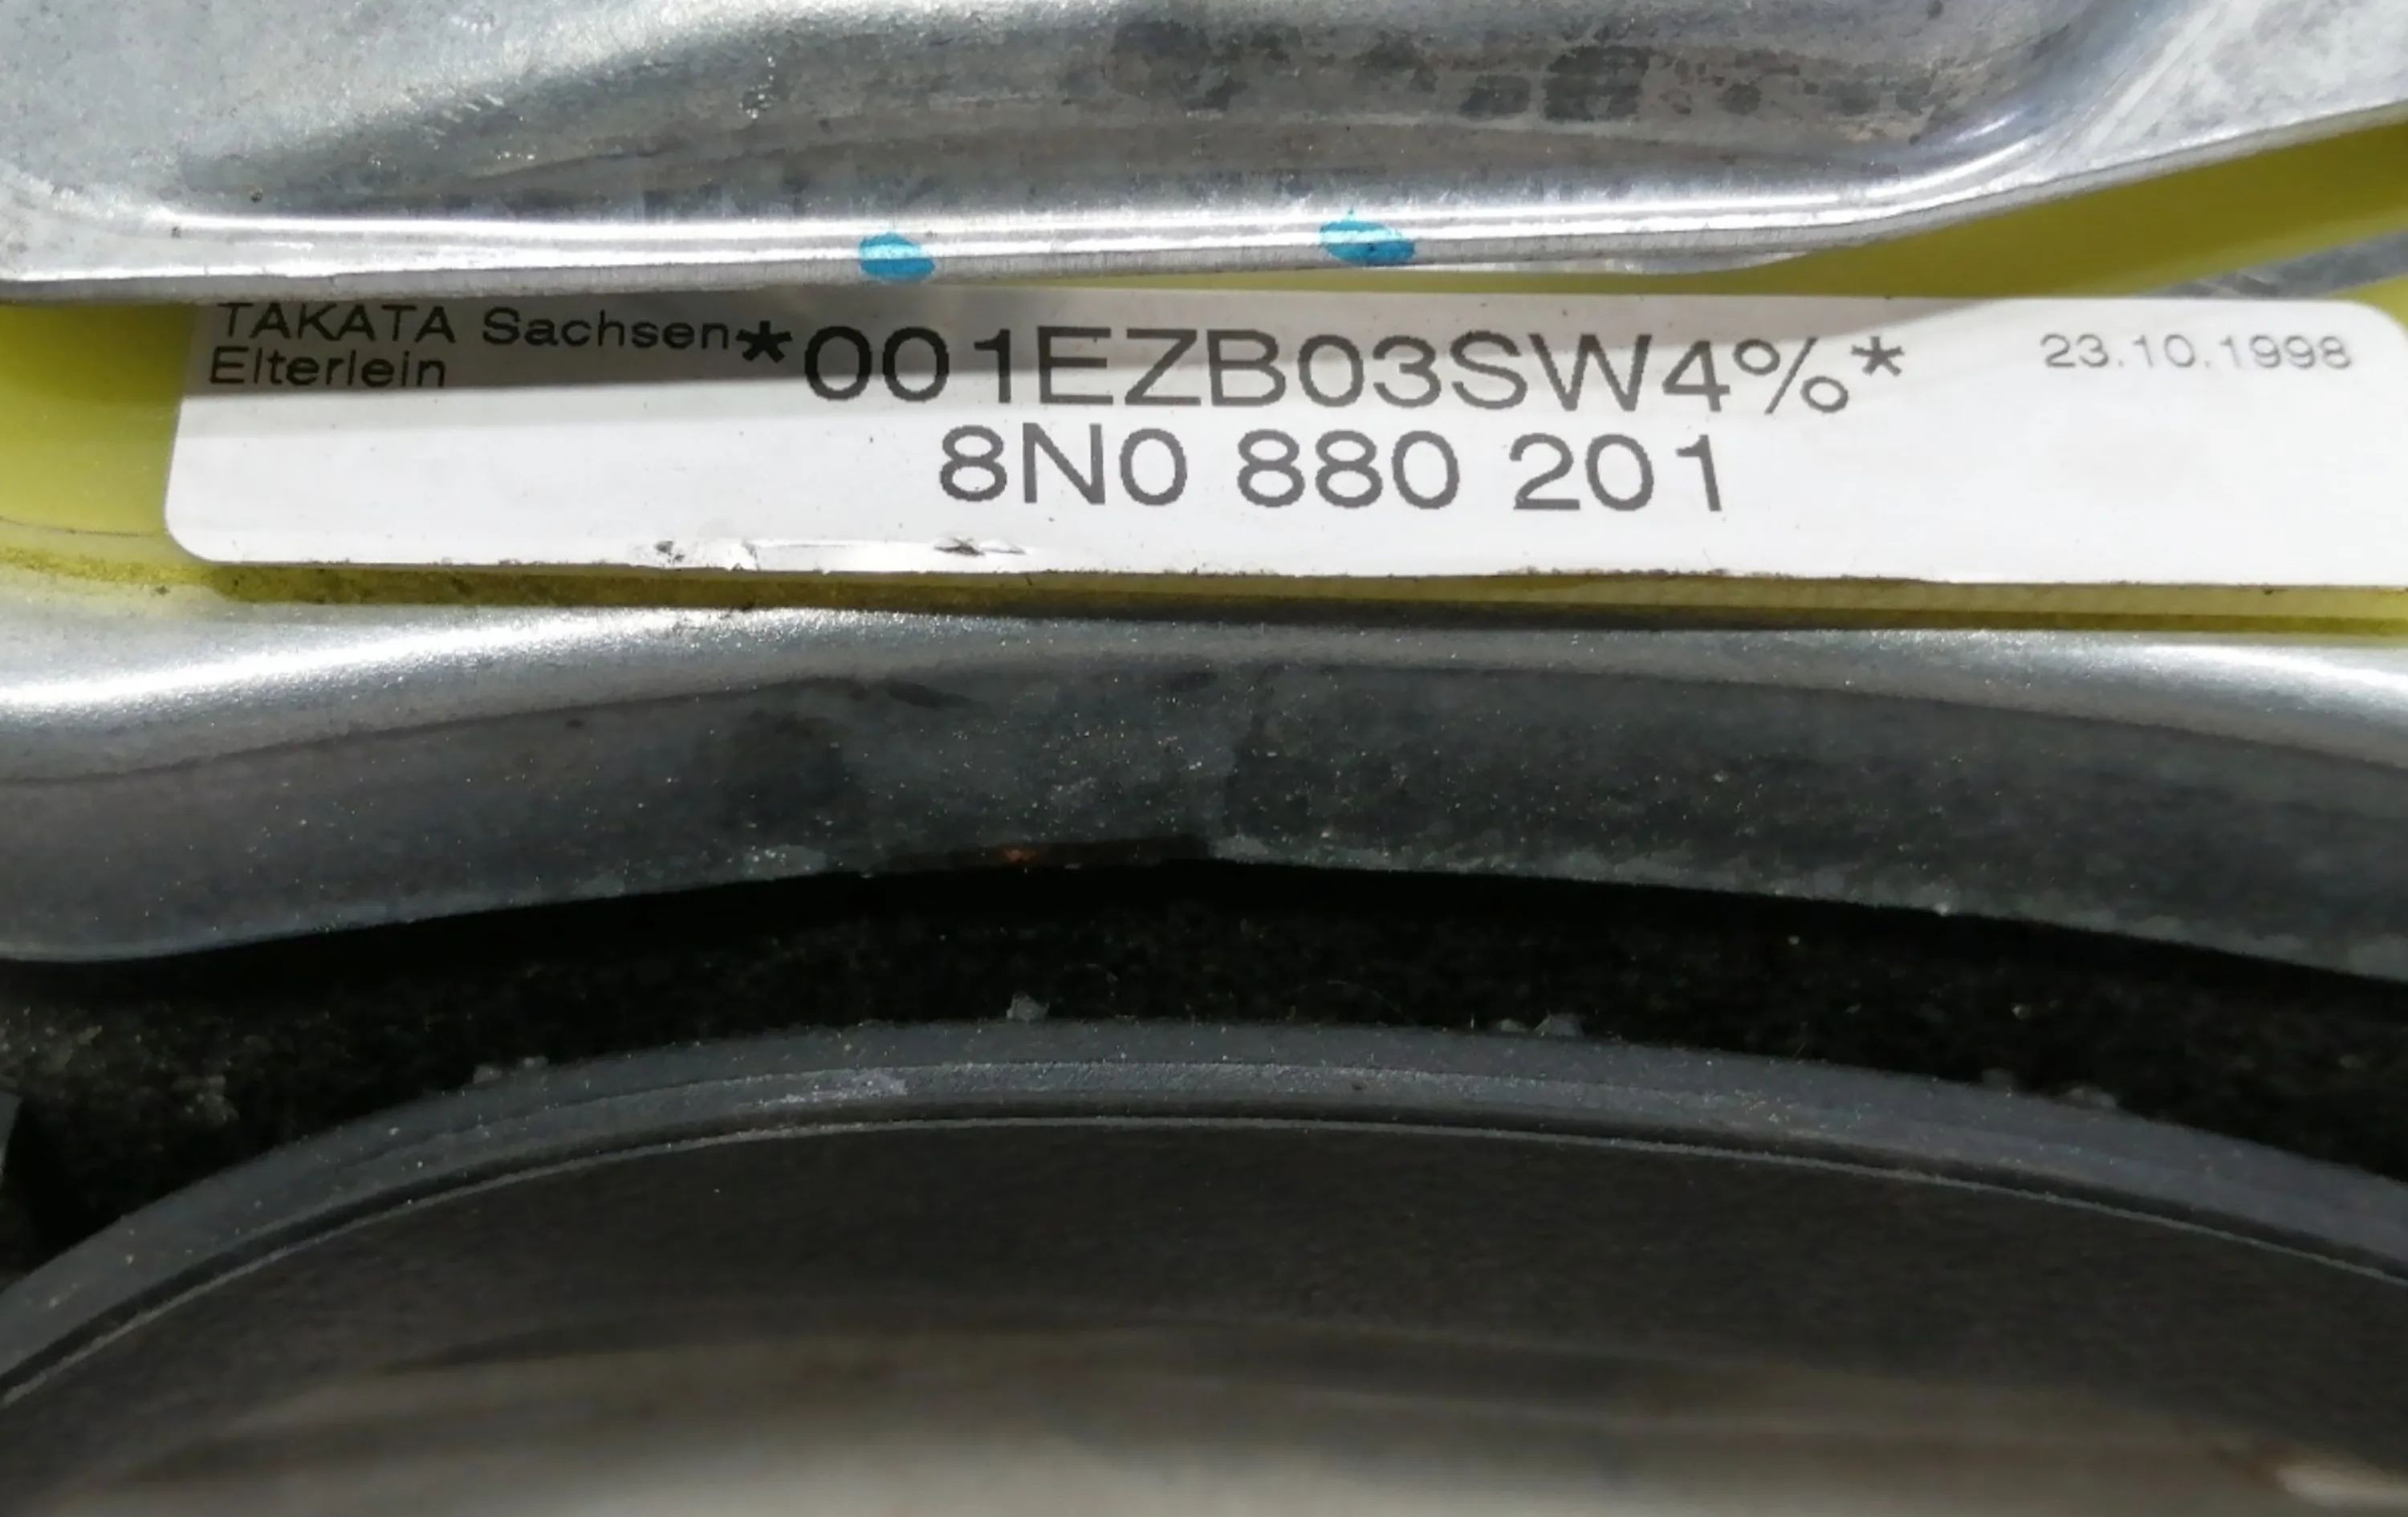 TAKATA Sachsen
Elterlein
*001EZB03SW4%*
23.10.1998
8N0 880 201